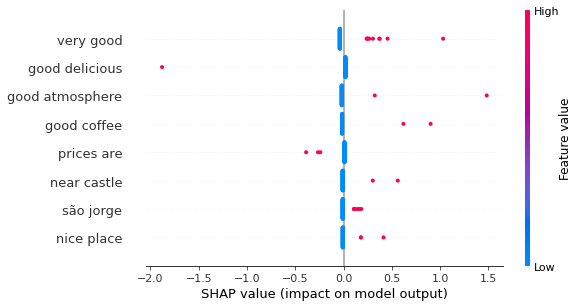 High
very good
good delicious
good atmosphere
good coffee
prices are
near castle
são jorge
nice place
Feature value
Low
−2.0 −1.5 −1.0 −0.5 0.0 0.5 1.0 1.5
SHAP value (impact on model output)